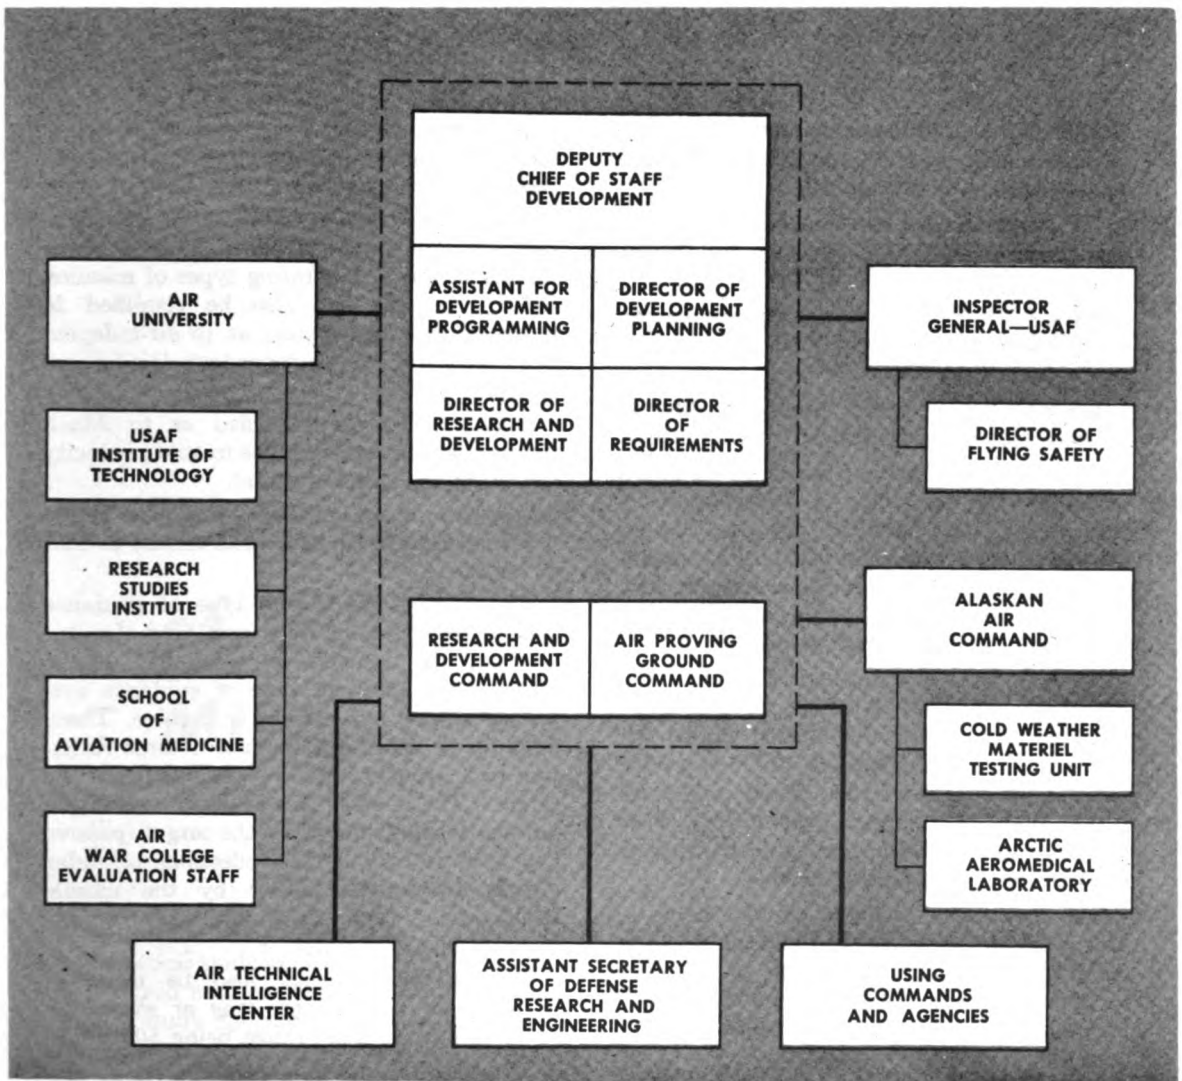 DEPUTY
CHIEF OF STAFF
DEVELOPMENT
ASSISTANT FOR
DEVELOPMENT
PROGRAMMING
DIRECTOR OF
DEVELOPMENT
PLANNING
DIRECTOR OF
RESEARCH AND
DEVELOPMENT
DIRECTOR
OF
REQUIREMENTS
AIR
UNIVERSITY
USAF
INSTITUTE OF
TECHNOLOGY
RESEARCH
STUDIES
INSTITUTE
SCHOOL
OF
AVIATION MEDICINE
AIR
WAR COLLEGE
EVALUATION STAFF
INSPECTOR
GENERAL—USAF
DIRECTOR OF
FLYING SAFETY
RESEARCH AND
DEVELOPMENT
COMMAND
AIR PROVING
GROUND
COMMAND
ALASKAN
AIR
COMMAND
COLD WEATHER
MATERIEL
TESTING UNIT
ARCTIC
AEROMEDICAL
LABORATORY
AIR TECHNICAL
INTELLIGENCE
CENTER
ASSISTANT SECRETARY
OF DEFENSE
RESEARCH AND
ENGINEERING
USING
COMMANDS
AND AGENCIES